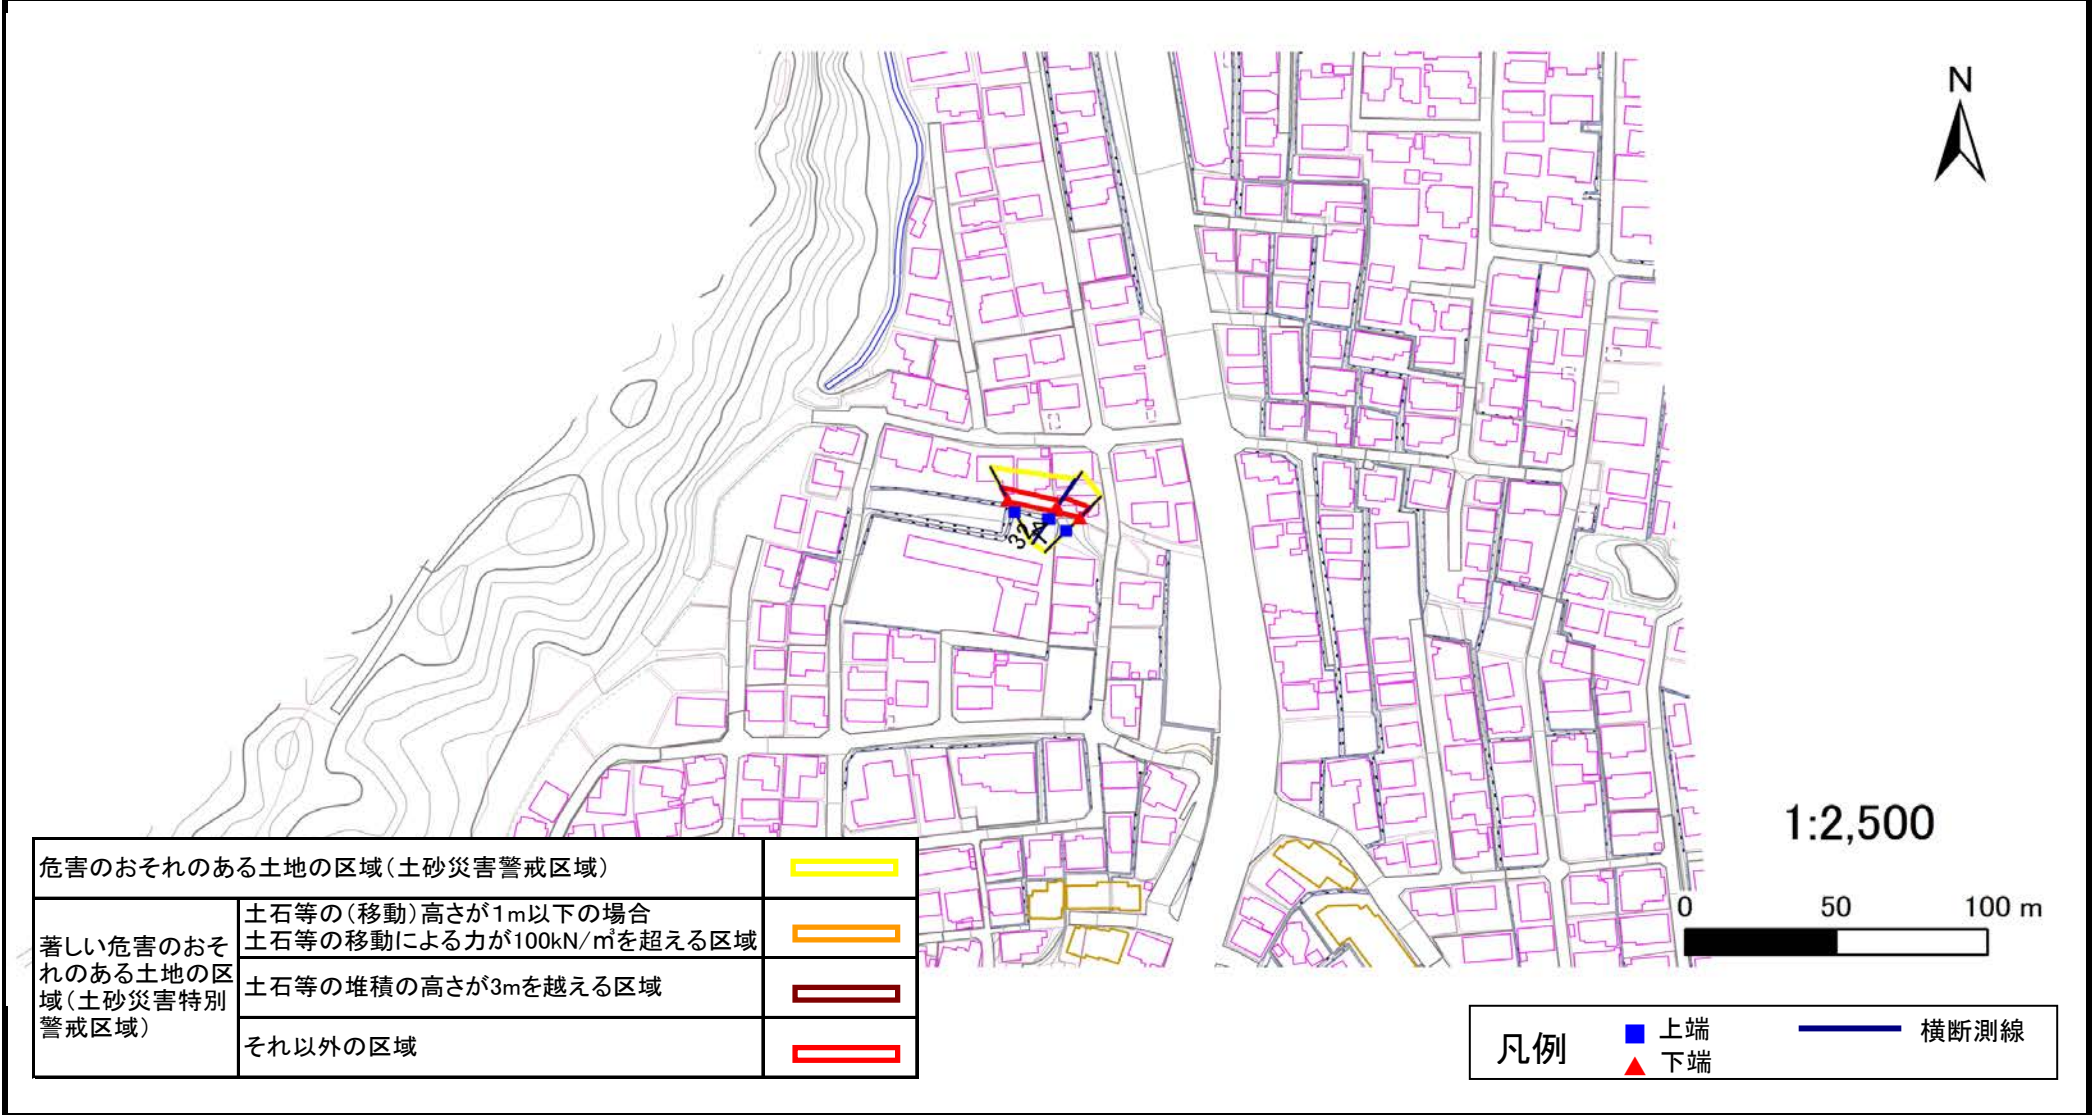 N
1:2,500
0 50 100 m
危害のおそれのある土地の区域(土砂災害警戒区域)
著しい危害のおそ
れのある土地の区
域(土砂災害特別
警戒区域)
土石等の(移動)高さが1m以下の場合
土石等の移動による力が100kN/㎡を超える区域
土石等の堆積の高さが3mを越える区域
それ以外の区域
凡例
上端
下端
横断測線